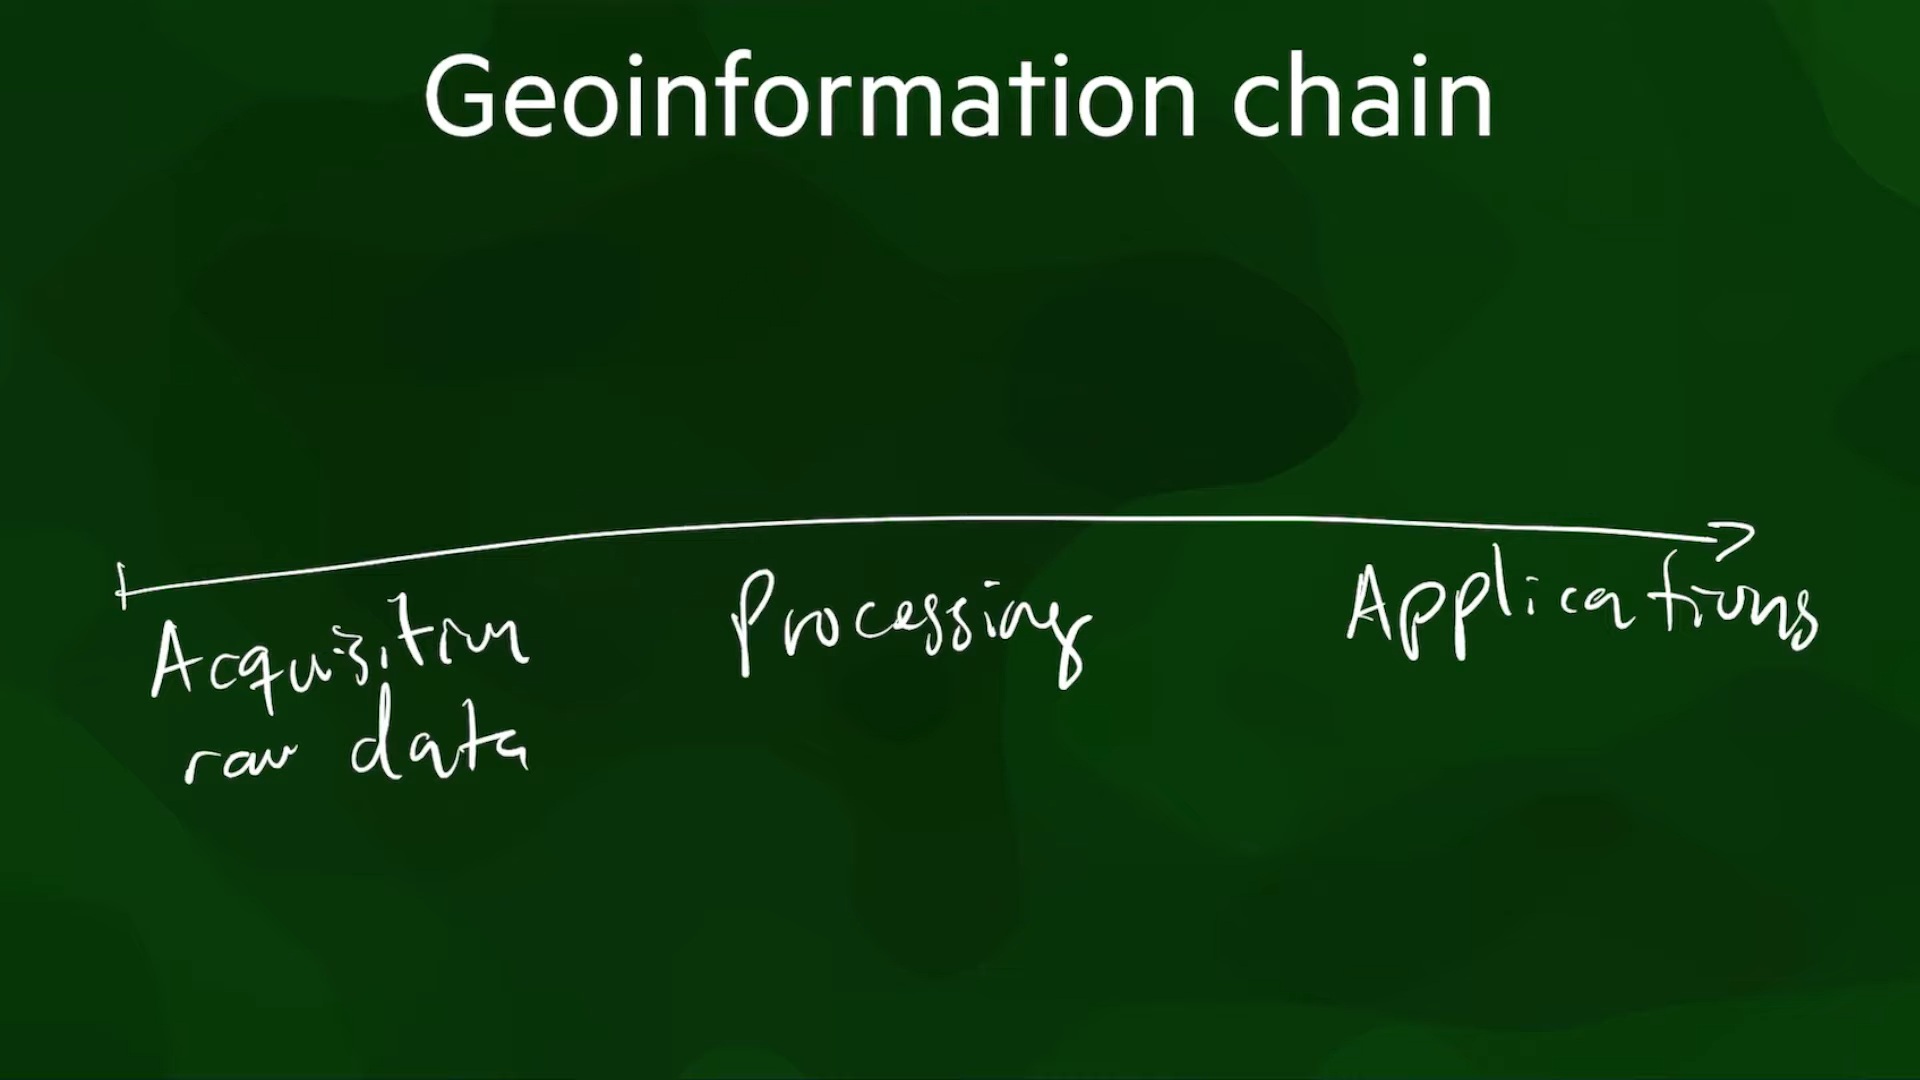 Geoinformation chain
Acquisition Processing Applications
raw data